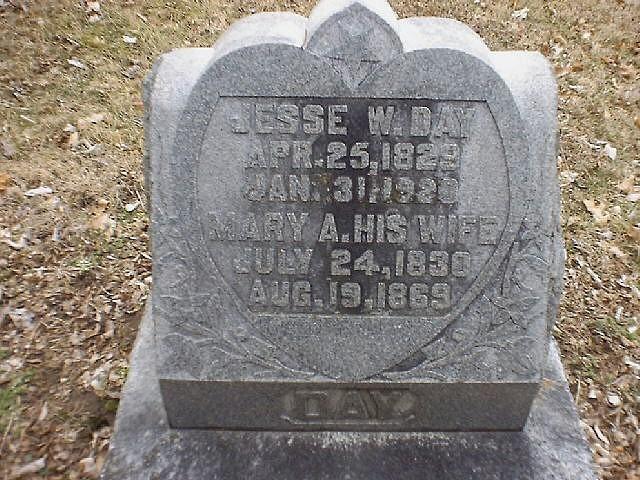 JESSE W. DAY
APR. 25, 1829
JAN. 31, 1920
MARY A. HIS WIFE
JULY 24, 1830
AUG. 19, 1869
DAY